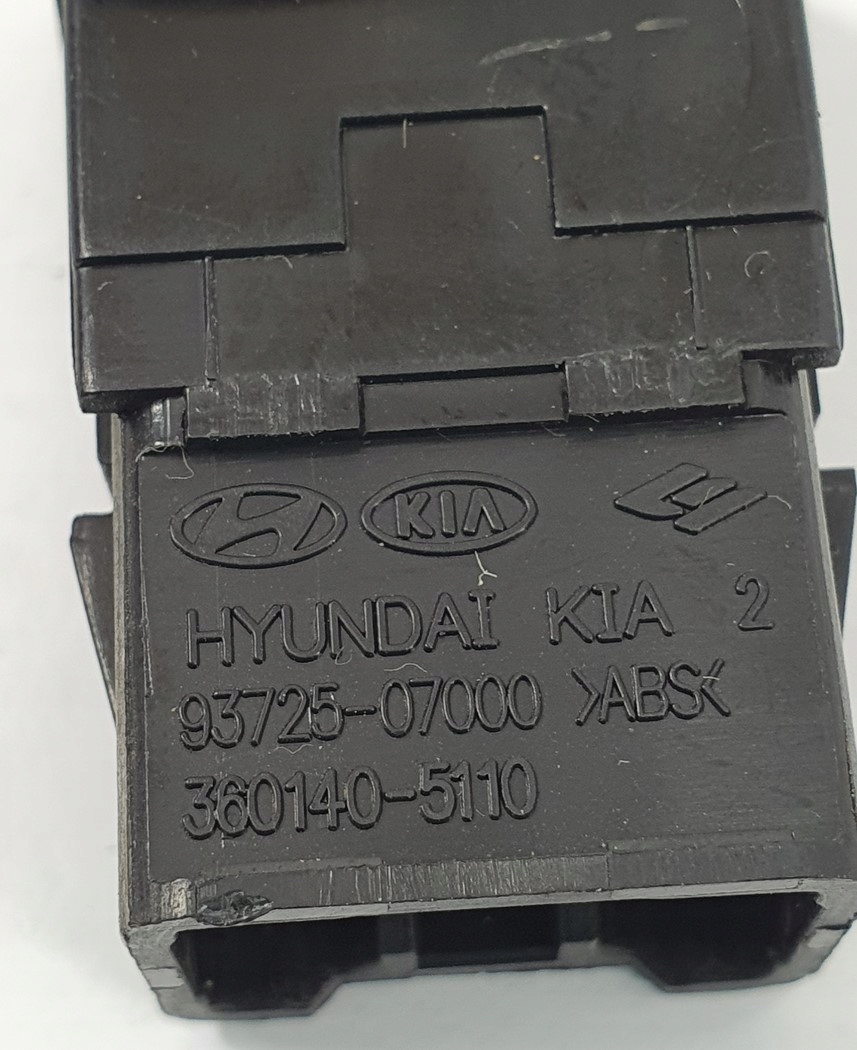 KIA
HYUNDAI KIA 2
93725-07000 >ABS<
360140-5110